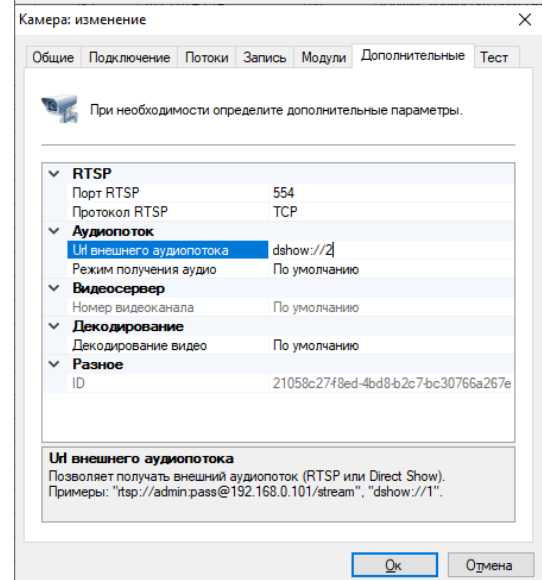 Камера: изменение
Общие Подключение Потоки Запись Модули Дополнительные Тест
При необходимости определите дополнительные параметры.
RTSP
Порт RTSP 554
Протокол RTSP TCP
Аудиопоток
Url внешнего аудиопотока dshow://2
Режим получения аудио По умолчанию
Видеосервер
Номер видеоканала По умолчанию
Декодирование
Декодирование видео По умолчанию
Разное
ID 21058c27-f8ed-4bd8-b2c7-bc30766a267e
Url внешнего аудиопотока
Позволяет получать внешний аудиопоток (RTSP или Direct Show).
Примеры: "rtsp://admin:pass@192.168.0.101/stream", "dshow://1".
Ок Отмена